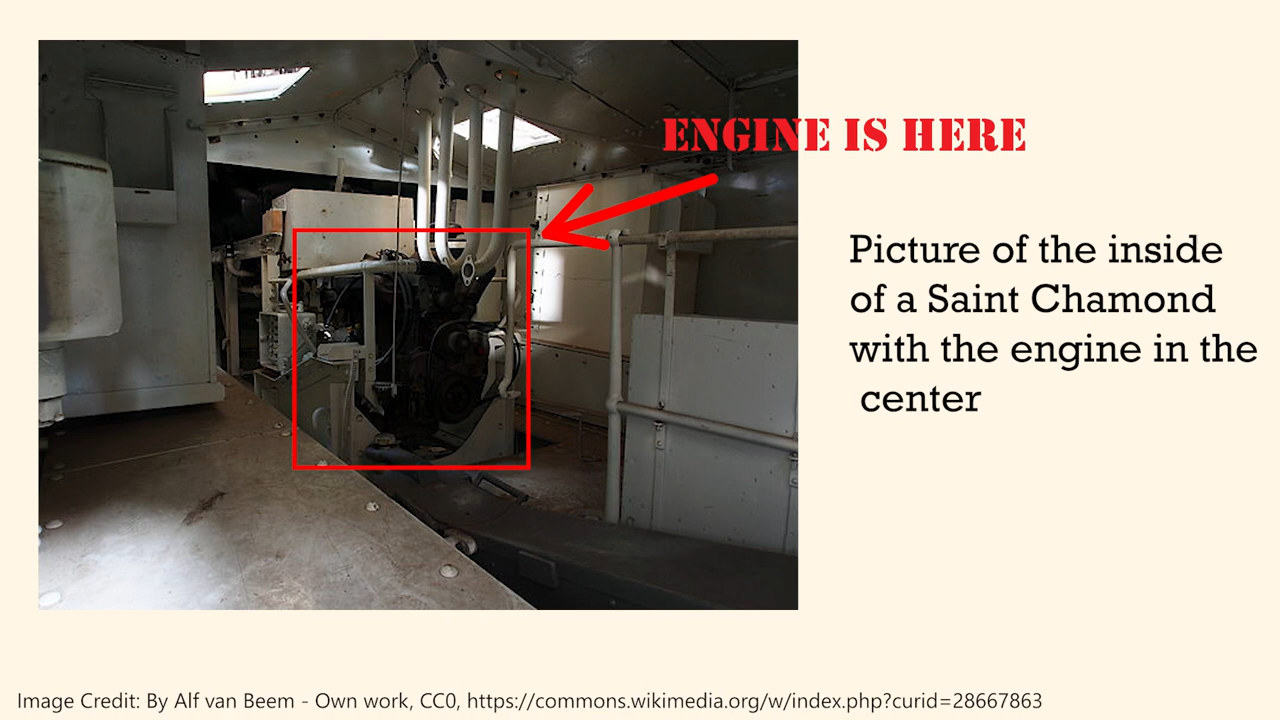 ENGINE IS HERE
Picture of the inside
of a Saint Chamond
with the engine in the
center
Image Credit: By Alf van Beem - Own work, CC0, https://commons.wikimedia.org/w/index.php?curid=28667863